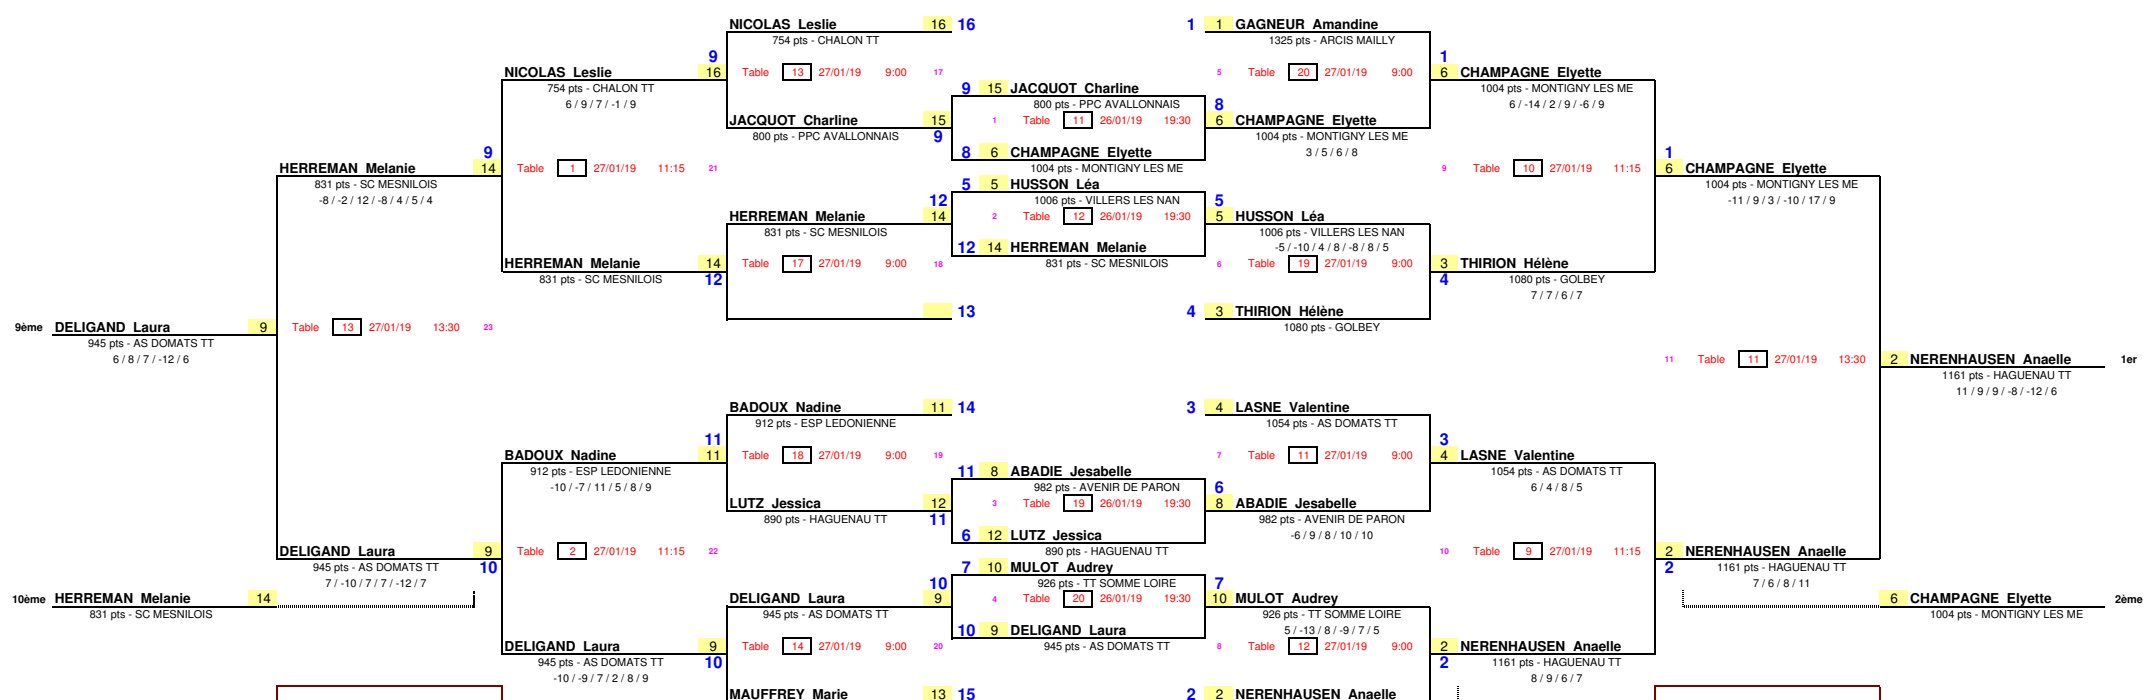 NICOLAS Leslie 16 16 1 1 GAGNEUR Amandine
754 pts - CHALON TT 1325 pts - ARCIS MAILLY
9 1
NICOLAS Leslie 16 Table 13 27/01/19 9:00 17 5 Table 20 27/01/19 9:00 6 CHAMPAGNE Elyette
754 pts - CHALON TT 9 15 JACQUOT Charline 1004 pts - MONTIGNY LES ME
6 / 9 / 7 / -1 / 9 800 pts - PPC AVALLONNAIS 8 6 / -14 / 2 / 9 / -6 / 9
JACQUOT Charline 15 1 Table 11 26/01/19 19:30 6 CHAMPAGNE Elyette
800 pts - PPC AVALLONNAIS 9 1004 pts - MONTIGNY LES ME
9 8 6 CHAMPAGNE Elyette 3 / 5 / 6 / 8 1
HERREMAN Melanie 14 Table 1 27/01/19 11:15 21 1004 pts - MONTIGNY LES ME 9 Table 10 27/01/19 11:15 6 CHAMPAGNE Elyette
831 pts - SC MESNILOIS 5 5 HUSSON Léa 1004 pts - MONTIGNY LES ME
-8 / -2 / 12 / -8 / 4 / 5 / 4 12 1006 pts - VILLERS LES NAN 5 -11 / 9 / 3 / -10 / 17 / 9
HERREMAN Melanie 14 2 Table 12 26/01/19 19:30 5 HUSSON Léa
831 pts - SC MESNILOIS 1006 pts - VILLERS LES NAN
12 14 HERREMAN Melanie -5 / -10 / 4 / 8 / -8 / 8 / 5
HERREMAN Melanie 14 Table 17 27/01/19 9:00 18 831 pts - SC MESNILOIS 6 Table 19 27/01/19 9:00 3 THIRION Hélène
831 pts - SC MESNILOIS 12 4 1080 pts - GOLBEY
7 / 7 / 6 / 7
13 4 3 THIRION Hélène
9ème DELIGAND Laura 9 Table 13 27/01/19 13:30 23 1080 pts - GOLBEY
945 pts - AS DOMATS TT
6 / 8 / 7 / -12 / 6 11 Table 11 27/01/19 13:30 2 NERENHAUSEN Anaelle 1er
1161 pts - HAGUENAU TT
11 / 9 / 9 / -8 / -12 / 6
BADOUX Nadine 11 14 3 4 LASNE Valentine
912 pts - ESP LEDONIENNE 1054 pts - AS DOMATS TT
11 3
BADOUX Nadine 11 Table 18 27/01/19 9:00 19 7 Table 11 27/01/19 9:00 4 LASNE Valentine
912 pts - ESP LEDONIENNE 11 8 ABADIE Jesabelle 1054 pts - AS DOMATS TT
-10 / -7 / 11 / 5 / 8 / 9 982 pts - AVENIR DE PARON 6 6 / 4 / 8 / 5
LUTZ Jessica 12 3 Table 19 26/01/19 19:30 8 ABADIE Jesabelle
890 pts - HAGUENAU TT 11 982 pts - AVENIR DE PARON
6 12 LUTZ Jessica -6 / 9 / 8 / 10 / 10
DELIGAND Laura 9 Table 2 27/01/19 11:15 22 890 pts - HAGUENAU TT 10 Table 9 27/01/19 11:15 2 NERENHAUSEN Anaelle
945 pts - AS DOMATS TT 10 7 10 MULOT Audrey 2 1161 pts - HAGUENAU TT
7 / -10 / 7 / 7 / -12 / 7 10 926 pts - TT SOMME LOIRE 7 7 / 6 / 8 / 11
10ème HERREMAN Melanie 14 DELIGAND Laura 9 4 Table 20 26/01/19 19:30 10 MULOT Audrey 6 CHAMPAGNE Elyette 2ème
831 pts - SC MESNILOIS 945 pts - AS DOMATS TT 926 pts - TT SOMME LOIRE 1004 pts - MONTIGNY LES ME
10 9 DELIGAND Laura 5 / -13 / 8 / -9 / 7 / 5
DELIGAND Laura 9 Table 14 27/01/19 9:00 20 945 pts - AS DOMATS TT 8 Table 12 27/01/19 9:00 2 NERENHAUSEN Anaelle
945 pts - AS DOMATS TT 10 2 1161 pts - HAGUENAU TT
-10 / -9 / 7 / 2 / 8 / 9 8 / 9 / 6 / 7
MAUFFREY Marie 13 15 2 2 NERENHAUSEN Anaelle